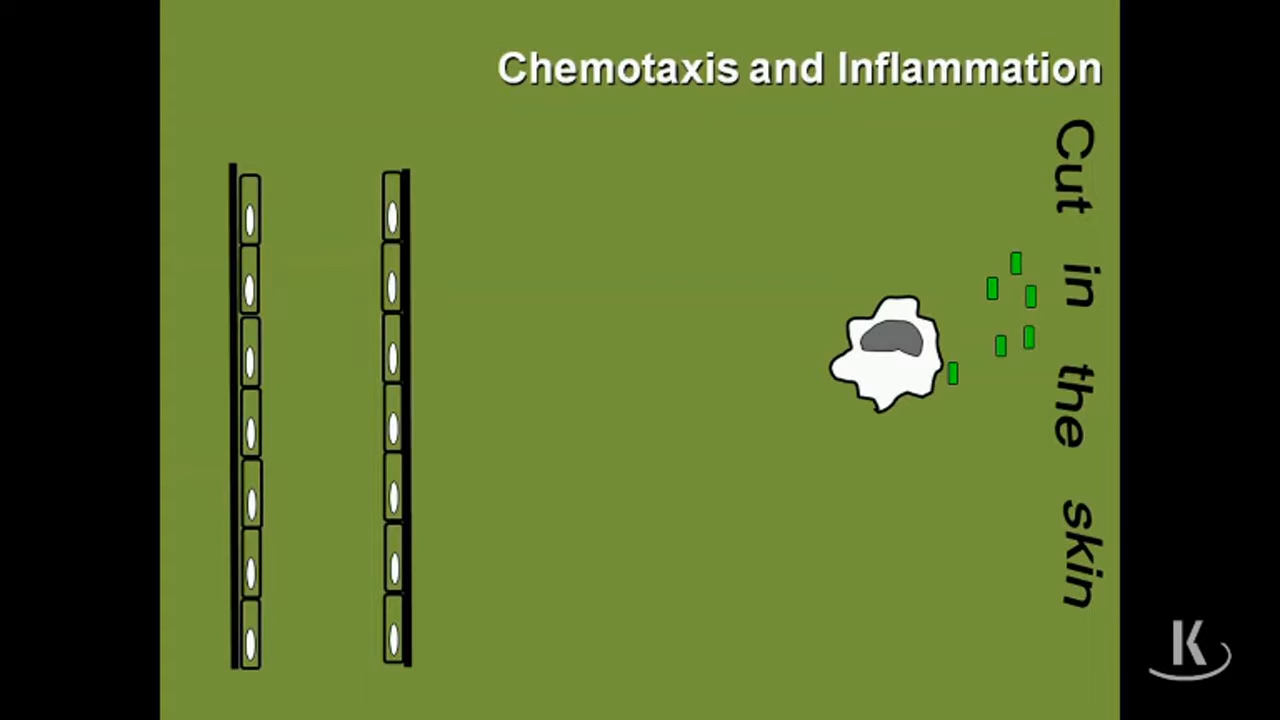 Chemotaxis and Inflammation
Cut in the skin
K